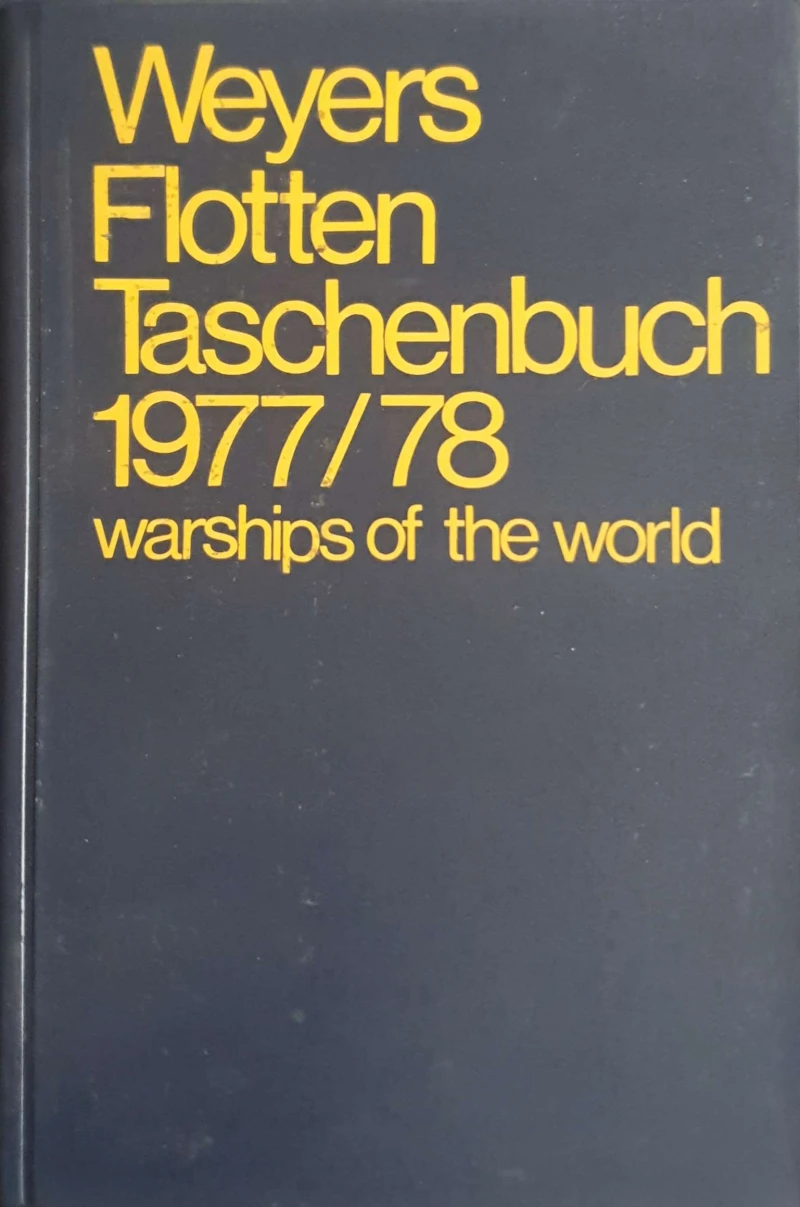 Weyers
Flotten
Taschenbuch
1977/78
warships of the world